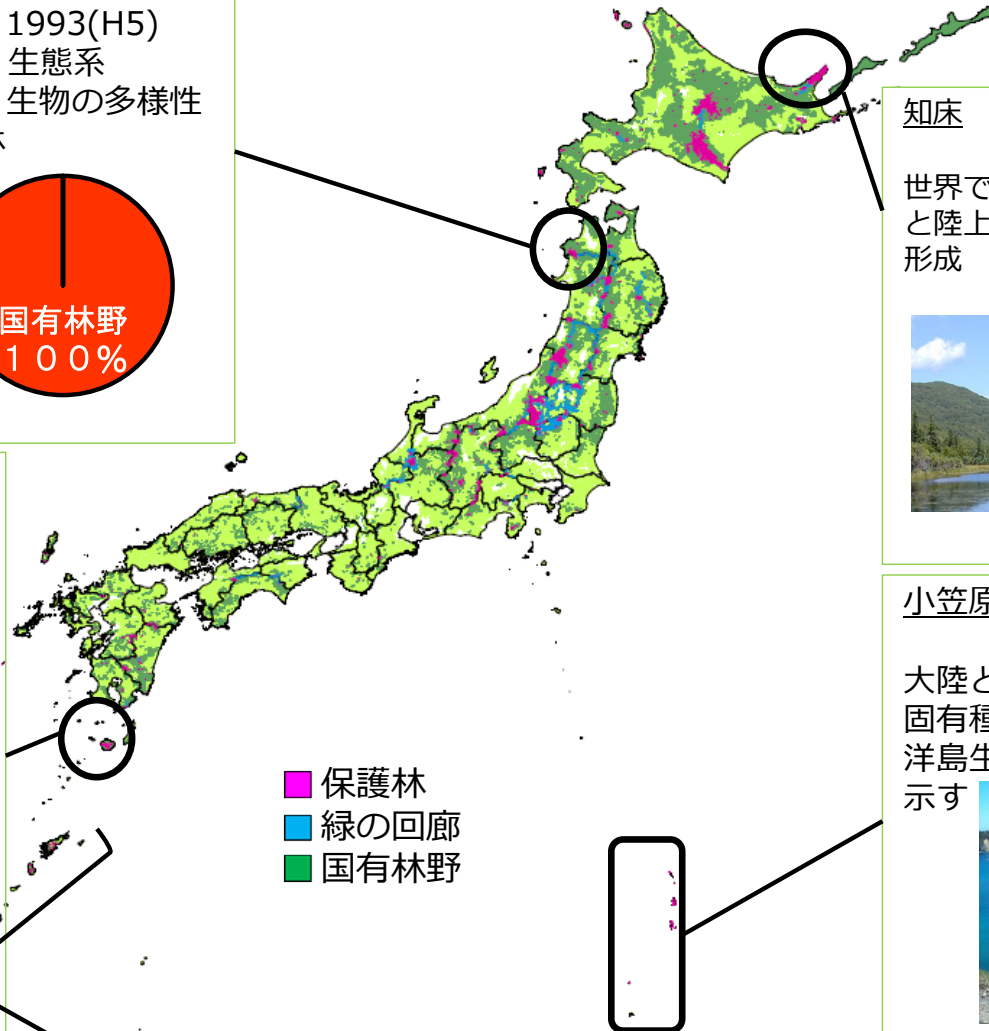 1993(H5)
生態系
生物の多様性
国有林野
１００％
知床
世界で
と陸上
形成
小笠原
大陸と
固有種
洋島生
示す
保護林
緑の回廊
国有林野